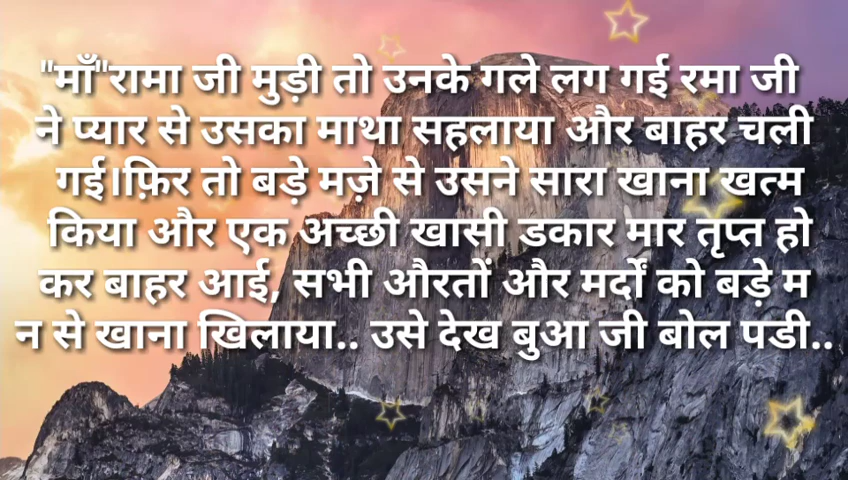 "माँ"रामा जी मुड़ी तो उनके गले लग गई रमा जी
ने प्यार से उसका माथा सहलाया और बाहर चली
गई।फ़िर तो बड़े मज़े से उसने सारा खाना खत्म
किया और एक अच्छी खासी डकार मार तृप्त हो
कर बाहर आई, सभी औरतों और मर्दों को बड़े म
न से खाना खिलाया.. उसे देख बुआ जी बोल पडी..